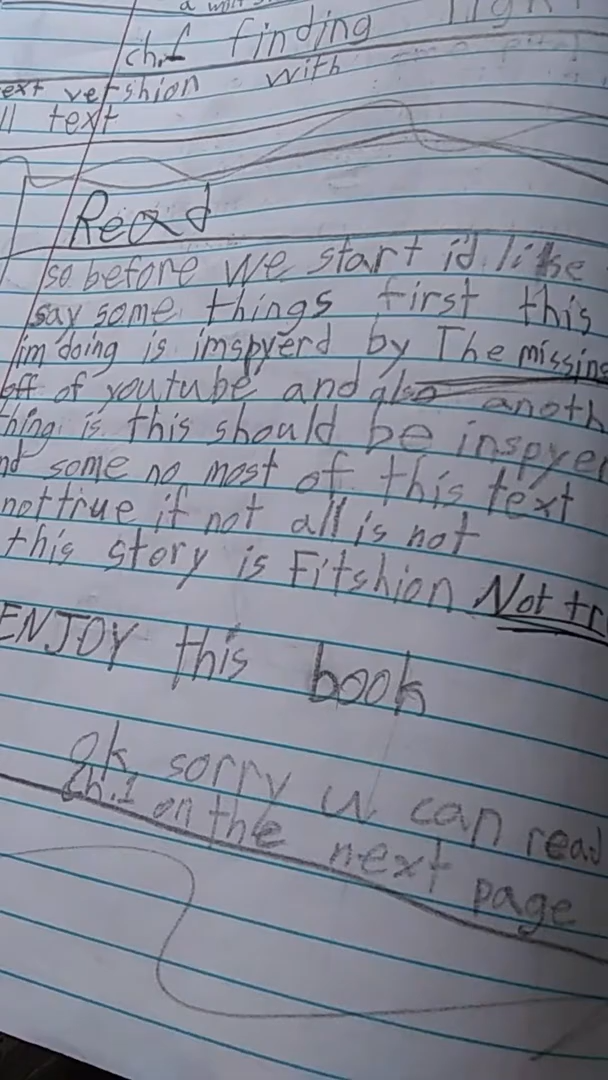 ch.1 finding light
ext vershion with
ll text
Read
so before we start i'd like
say some things first this
im doing is imspyerd by The missing
off of youtube and also anoth
thing is this should be inspyer
nd some no most of this text
not true if not all is not
this story is Fitshion Not tr
ENJOY this book
Ok sorry u can read
Ch.1 on the next page